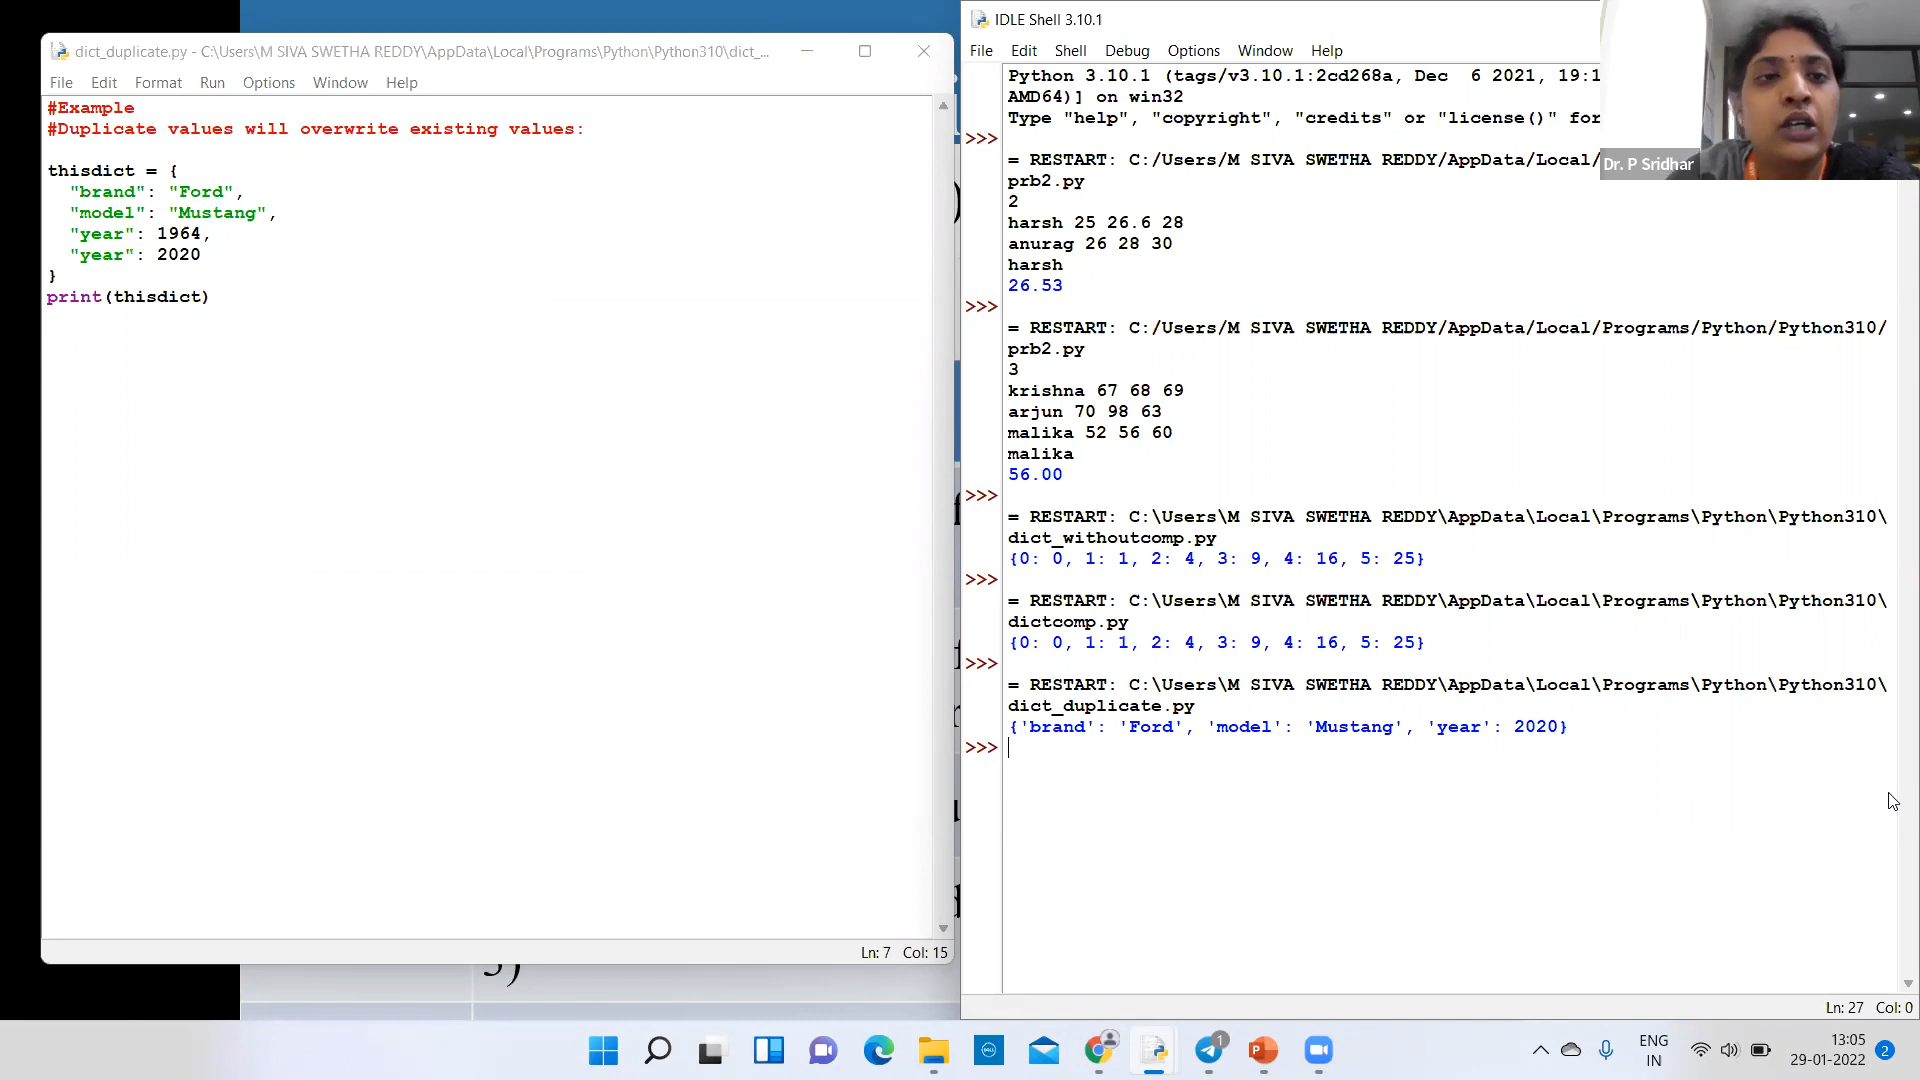 dict_duplicate.py - C:\Users\M SIVA SWETHA REDDY\AppData\Local\Programs\Python\Python310\dict_...
File Edit Format Run Options Window Help
#Example
#Duplicate values will overwrite existing values:
thisdict = {
"brand": "Ford",
"model": "Mustang",
"year": 1964,
"year": 2020
}
print(thisdict)
Ln: 7 Col: 15
5)
IDLE Shell 3.10.1
File Edit Shell Debug Options Window Help
Python 3.10.1 (tags/v3.10.1:2cd268a, Dec 6 2021, 19:1
AMD64)] on win32
Type "help", "copyright", "credits" or "license()" for
>>>
= RESTART: C:/Users/M SIVA SWETHA REDDY/AppData/Local/
prb2.py
2
harsh 25 26.6 28
anurag 26 28 30
harsh
26.53
>>>
= RESTART: C:/Users/M SIVA SWETHA REDDY/AppData/Local/Programs/Python/Python310/
prb2.py
3
krishna 67 68 69
arjun 70 98 63
malika 52 56 60
malika
56.00
>>>
= RESTART: C:\Users\M SIVA SWETHA REDDY\AppData\Local\Programs\Python\Python310\
dict_withoutcomp.py
{0: 0, 1: 1, 2: 4, 3: 9, 4: 16, 5: 25}
>>>
= RESTART: C:\Users\M SIVA SWETHA REDDY\AppData\Local\Programs\Python\Python310\
dictcomp.py
{0: 0, 1: 1, 2: 4, 3: 9, 4: 16, 5: 25}
>>>
= RESTART: C:\Users\M SIVA SWETHA REDDY\AppData\Local\Programs\Python\Python310\
dict_duplicate.py
{'brand': 'Ford', 'model': 'Mustang', 'year': 2020}
>>>
Ln: 27 Col: 0
Dr. P Sridhar
DELL
1
ENG
IN
13:05
29-01-2022
2